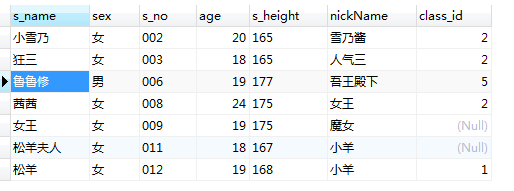 s_name sex s_no age s_height nickName class_id
小雪乃 女 002 20 165 雪乃酱 2
狂三 女 003 18 165 人气三 2
鲁鲁修 男 006 19 177 吾王殿下 5
茜茜 女 008 24 175 女王 2
女王 女 009 19 175 魔女 (Null)
松羊夫人 女 011 18 167 小羊 (Null)
松羊 女 012 19 168 小羊 1